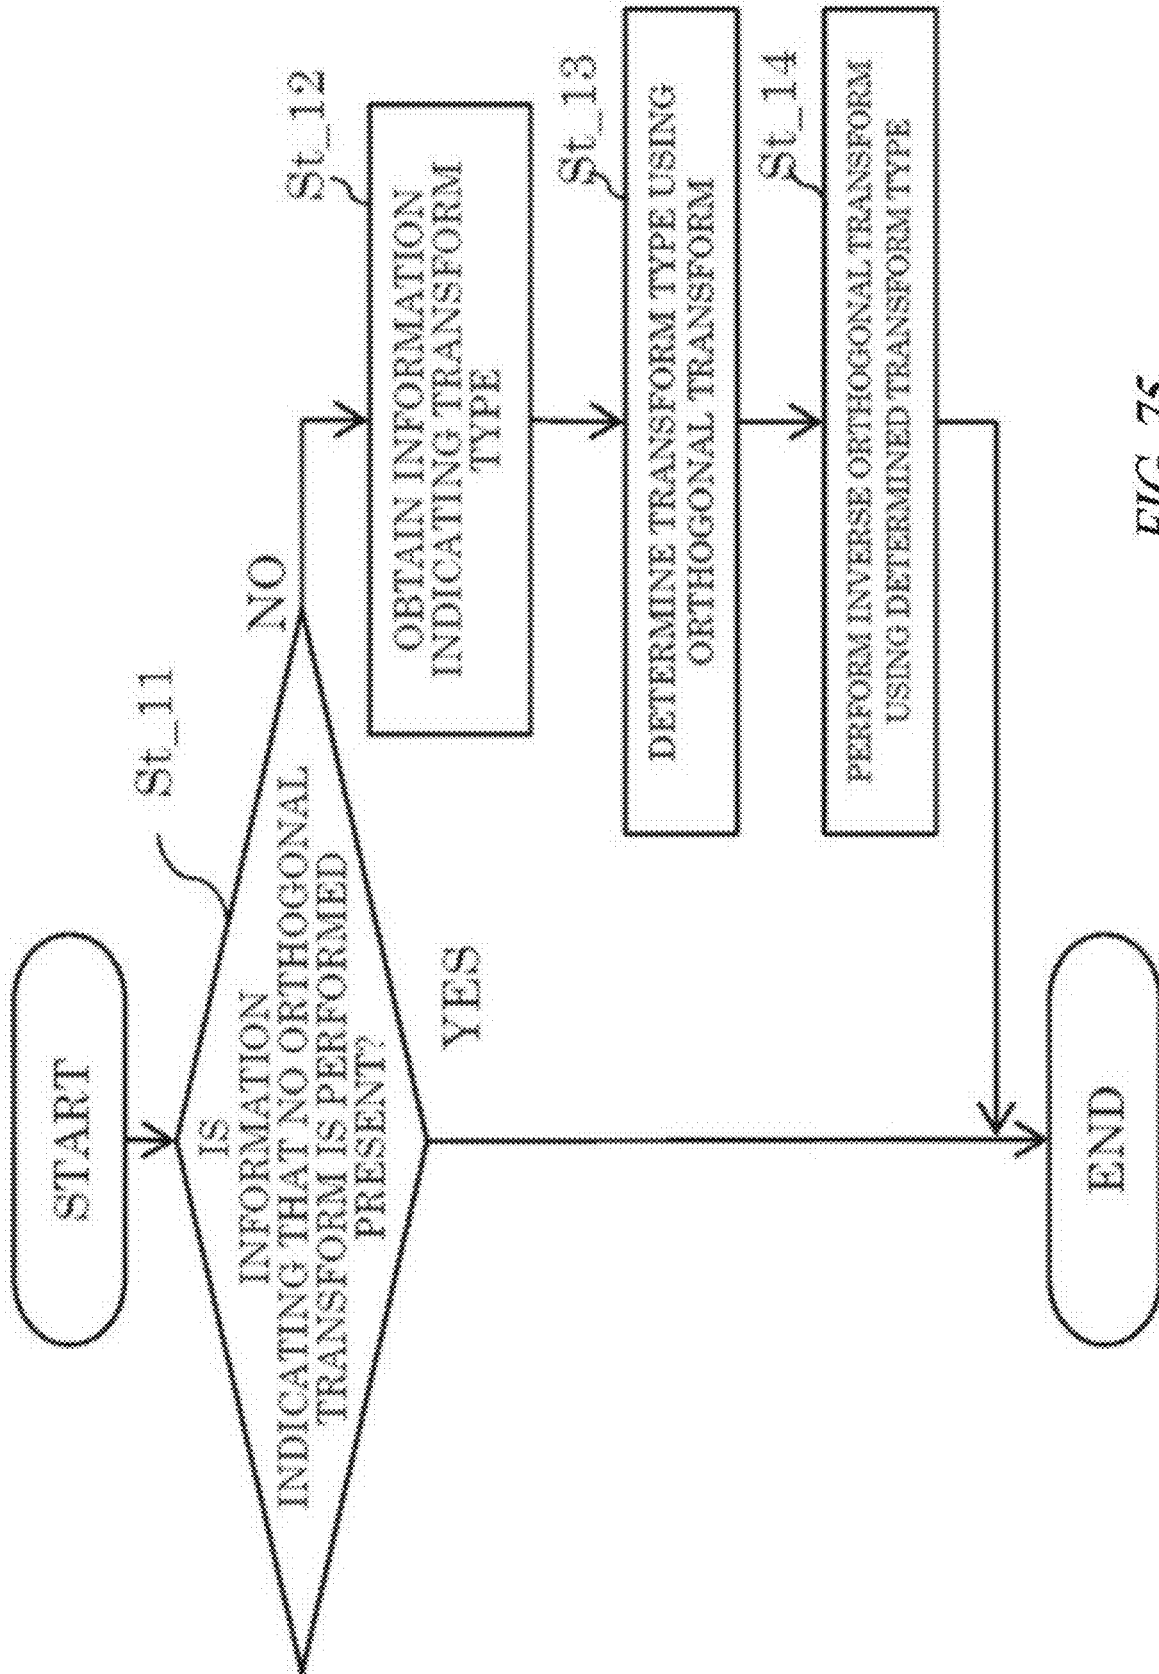 START
St_11
IS
INFORMATION
INDICATING THAT NO ORTHOGONAL
TRANSFORM IS PERFORMED
PRESENT?
NO
YES
St_12
OBTAIN INFORMATION
INDICATING TRANSFORM
TYPE
St_13
DETERMINE TRANSFORM TYPE USING
ORTHOGONAL TRANSFORM
St_14
PERFORM INVERSE ORTHOGONAL TRANSFORM
USING DETERMINED TRANSFORM TYPE
END
FIG. 75